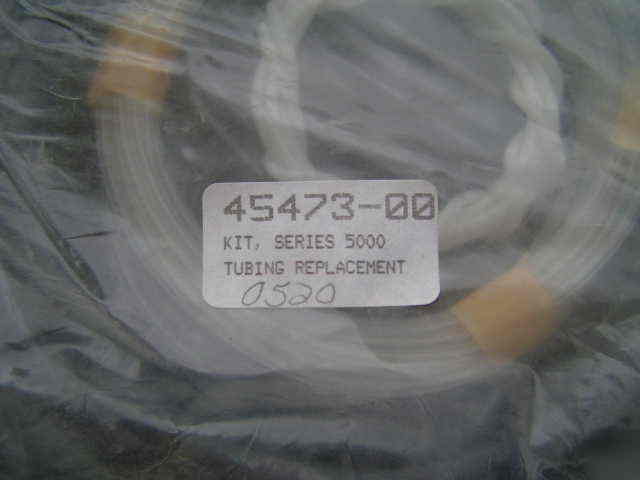 45473-00
KIT, SERIES 5000
TUBING REPLACEMENT
0520